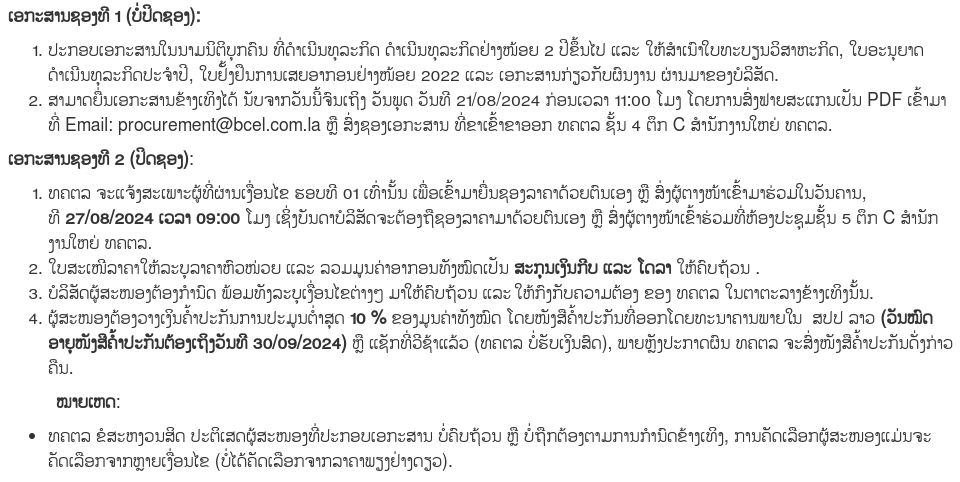 ເອກະສານຊອງທີ 1 (ບໍ່ປິດຊອງ):
1. ປະກອບເອກະສານໃນນາມນິຕິບຸກຄົນ ທີ່ດໍາເນີນທຸລະກິດ ດໍາເນີນທຸລະກິດຢ່າງໜ້ອຍ 2 ປີຂຶ້ນໄປ ແລະ ໃຫ້ສໍາເນົາໃບທະບຽນວິສາຫະກິດ, ໃບອະນຸຍາດ
ດໍາເນີນທຸລະກິດປະຈໍາປີ, ໃບຢັ້ງຢືນການເສຍອາກອນຢ່າງໜ້ອຍ 2022 ແລະ ເອກະສານກ່ຽວກັບຜົນງານ ຜ່ານມາຂອງບໍລິສັດ.
2. ສາມາດຍື່ນເອກະສານຂ້າງເທິງໄດ້ ນັບຈາກວັນນີ້ຈົນເຖິງ ວັນພຸດ ວັນທີ 21/08/2024 ກ່ອນເວລາ 11:00 ໂມງ ໂດຍການສົ່ງຟາຍສະແກນເປັນ PDF ເຂົ້າມາ
ທີ່ Email: procurement@bcel.com.la ຫຼື ສົ່ງຊອງເອກະສານ ທີ່ຂາເຂົ້າຂາອອກ ທຄຕລ ຊັ້ນ 4 ຕຶກ C ສໍານັກງານໃຫຍ່ ທຄຕລ.
ເອກະສານຊອງທີ 2 (ປິດຊອງ):
1. ທຄຕລ ຈະແຈ້ງສະເພາະຜູ້ທີ່ຜ່ານເງື່ອນໄຂ ຮອບທີ 01 ເທົ່ານັ້ນ ເພື່ອເຂົ້າມາຍື່ນຊອງລາຄາດ້ວຍຕົນເອງ ຫຼື ສົ່ງຜູ້ຕາງໜ້າເຂົ້າມາຮ່ວມໃນວັນຄານ,
ທີ 27/08/2024 ເວລາ 09:00 ໂມງ ເຊິ່ງບັນດາບໍລິສັດຈະຕ້ອງຖືຊອງລາຄາມາດ້ວຍຕົນເອງ ຫຼື ສົ່ງຜູ້ຕາງໜ້າເຂົ້າຮ່ວມທີ່ຫ້ອງປະຊຸມຊັ້ນ 5 ຕຶກ C ສໍານັກ
ງານໃຫຍ່ ທຄຕລ.
2. ໃບສະເໜີລາຄາໃຫ້ລະບຸລາຄາຫົວໜ່ວຍ ແລະ ລວມມູນຄ່າອາກອນທັງໝົດເປັນ ສະກຸນເງິນກີບ ແລະ ໂດລາ ໃຫ້ຄົບຖ້ວນ .
3. ບໍລິສັດຜູ້ສະໜອງຕ້ອງກໍານົດ ພ້ອມທັງລະບຸເງື່ອນໄຂຕ່າງໆ ມາໃຫ້ຄົບຖ້ວນ ແລະ ໃຫ້ກົງກັບຄວາມຕ້ອງ ຂອງ ທຄຕລ ໃນຕາຕະລາງຂ້າງເທິງນັ້ນ.
4. ຜູ້ສະໜອງຕ້ອງວາງເງິນຄໍ້າປະກັນການປະມູນຕໍ່າສຸດ 10 % ຂອງມູນຄ່າທັງໝົດ ໂດຍໜັງສືຄໍ້າປະກັນທີ່ອອກໂດຍທະນາຄານພາຍໃນ ສປປ ລາວ (ວັນໝົດ
ອາຍຸໜັງສືຄໍ້າປະກັນຕ້ອງເຖິງວັນທີ 30/09/2024) ຫຼື ແຊັກທີ່ວີຊ້າແລ້ວ (ທຄຕລ ບໍ່ຮັບເງິນສົດ), ພາຍຫຼັງປະກາດຜົນ ທຄຕລ ຈະສົ່ງໜັງສືຄໍ້າປະກັນດັ່ງກ່າວ
ຄືນ.
ໝາຍເຫດ:
• ທຄຕລ ຂໍສະຫງວນສິດ ປະຕິເສດຜູ້ສະໜອງທີ່ປະກອບເອກະສານ ບໍ່ຄົບຖ້ວນ ຫຼື ບໍ່ຖືກຕ້ອງຕາມການກໍານົດຂ້າງເທິງ, ການຄັດເລືອກຜູ້ສະໜອງແມ່ນຈະ
ຄັດເລືອກຈາກຫຼາຍເງື່ອນໄຂ (ບໍ່ໄດ້ຄັດເລືອກຈາກລາຄາພຽງຢ່າງດຽວ).